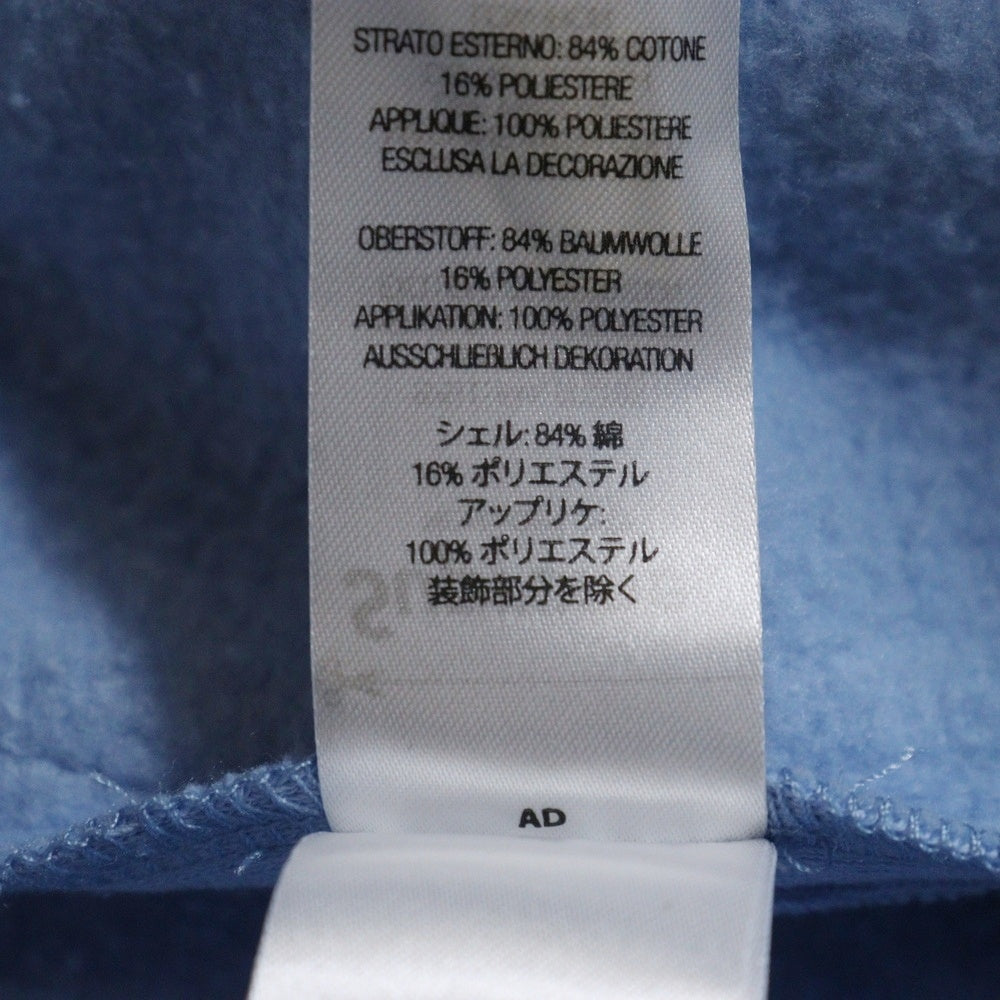 STRATO ESTERNO: 84% COTONE
16% POLIESTERE
APPLIQUE: 100% POLIESTERE
ESCLUSA LA DECORAZIONE
OBERSTOFF: 84% BAUMWOLLE
16% POLYESTER
APPLIKATION: 100% POLYESTER
AUSSCHLIEßLICH DEKORATION
シェル: 84% 綿
16% ポリエステル
アップリケ:
100% ポリエステル
装飾部分を除く
AD